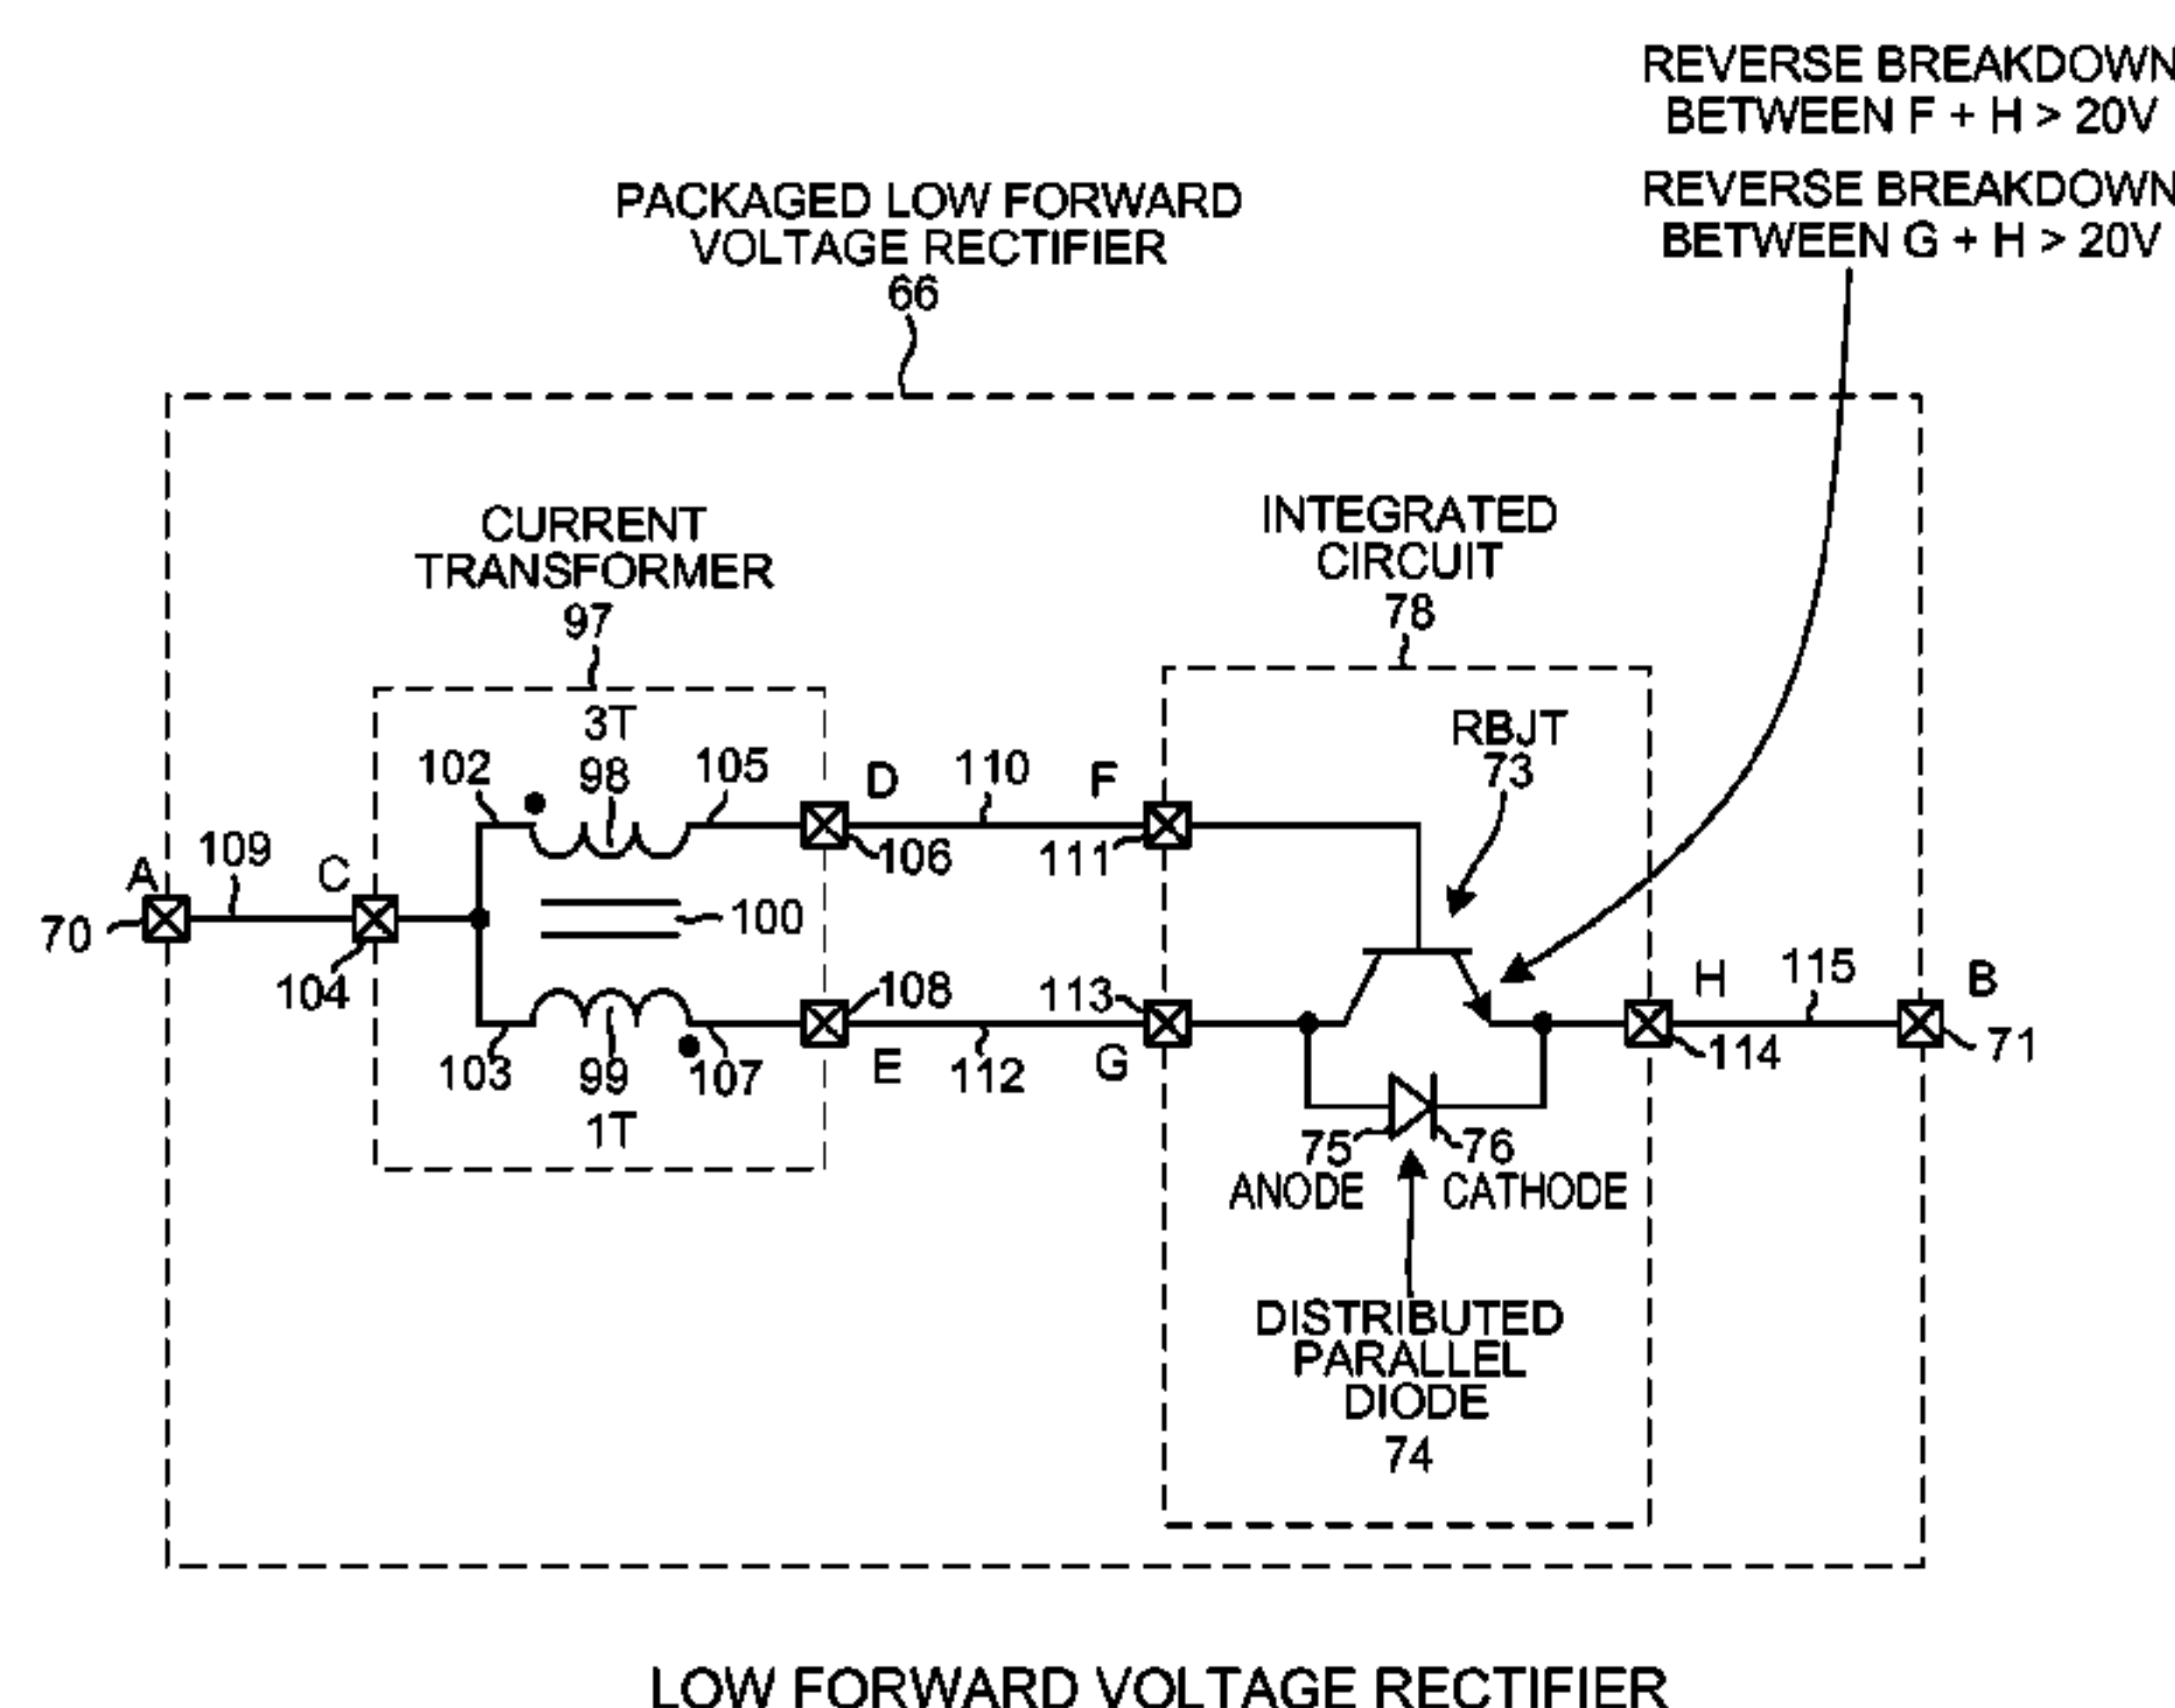 REVERSE BREAKDOWN
BETWEEN F + H > 20V
REVERSE BREAKDOWN
BETWEEN G + H > 20V
PACKAGED LOW FORWARD
VOLTAGE RECTIFIER
66
CURRENT
TRANSFORMER
97
INTEGRATED
CIRCUIT
78
3T
RBJT
73
102
98
105
D
110
F
106
111
A
109
C
100
70
104
108
113
H
115
B
103
99
107
E
112
G
114
71
1T
75
76
ANODE
CATHODE
DISTRIBUTED
PARALLEL
DIODE
74
LOW FORWARD VOLTAGE RECTIFIER